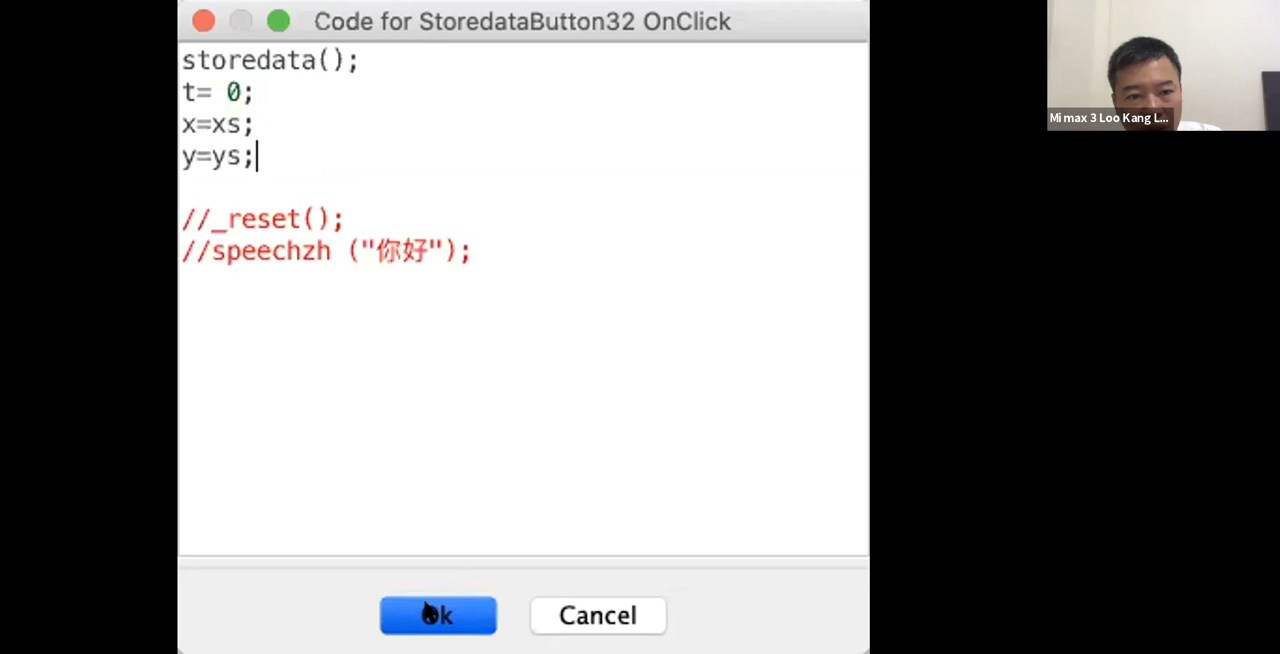 Code for StoredataButton32 OnClick
storedata();
t= 0;
x=xs;
y=ys;
//_reset();
//speechzh ("你好");
Ok
Cancel
Mi max 3 Loo Kang L...